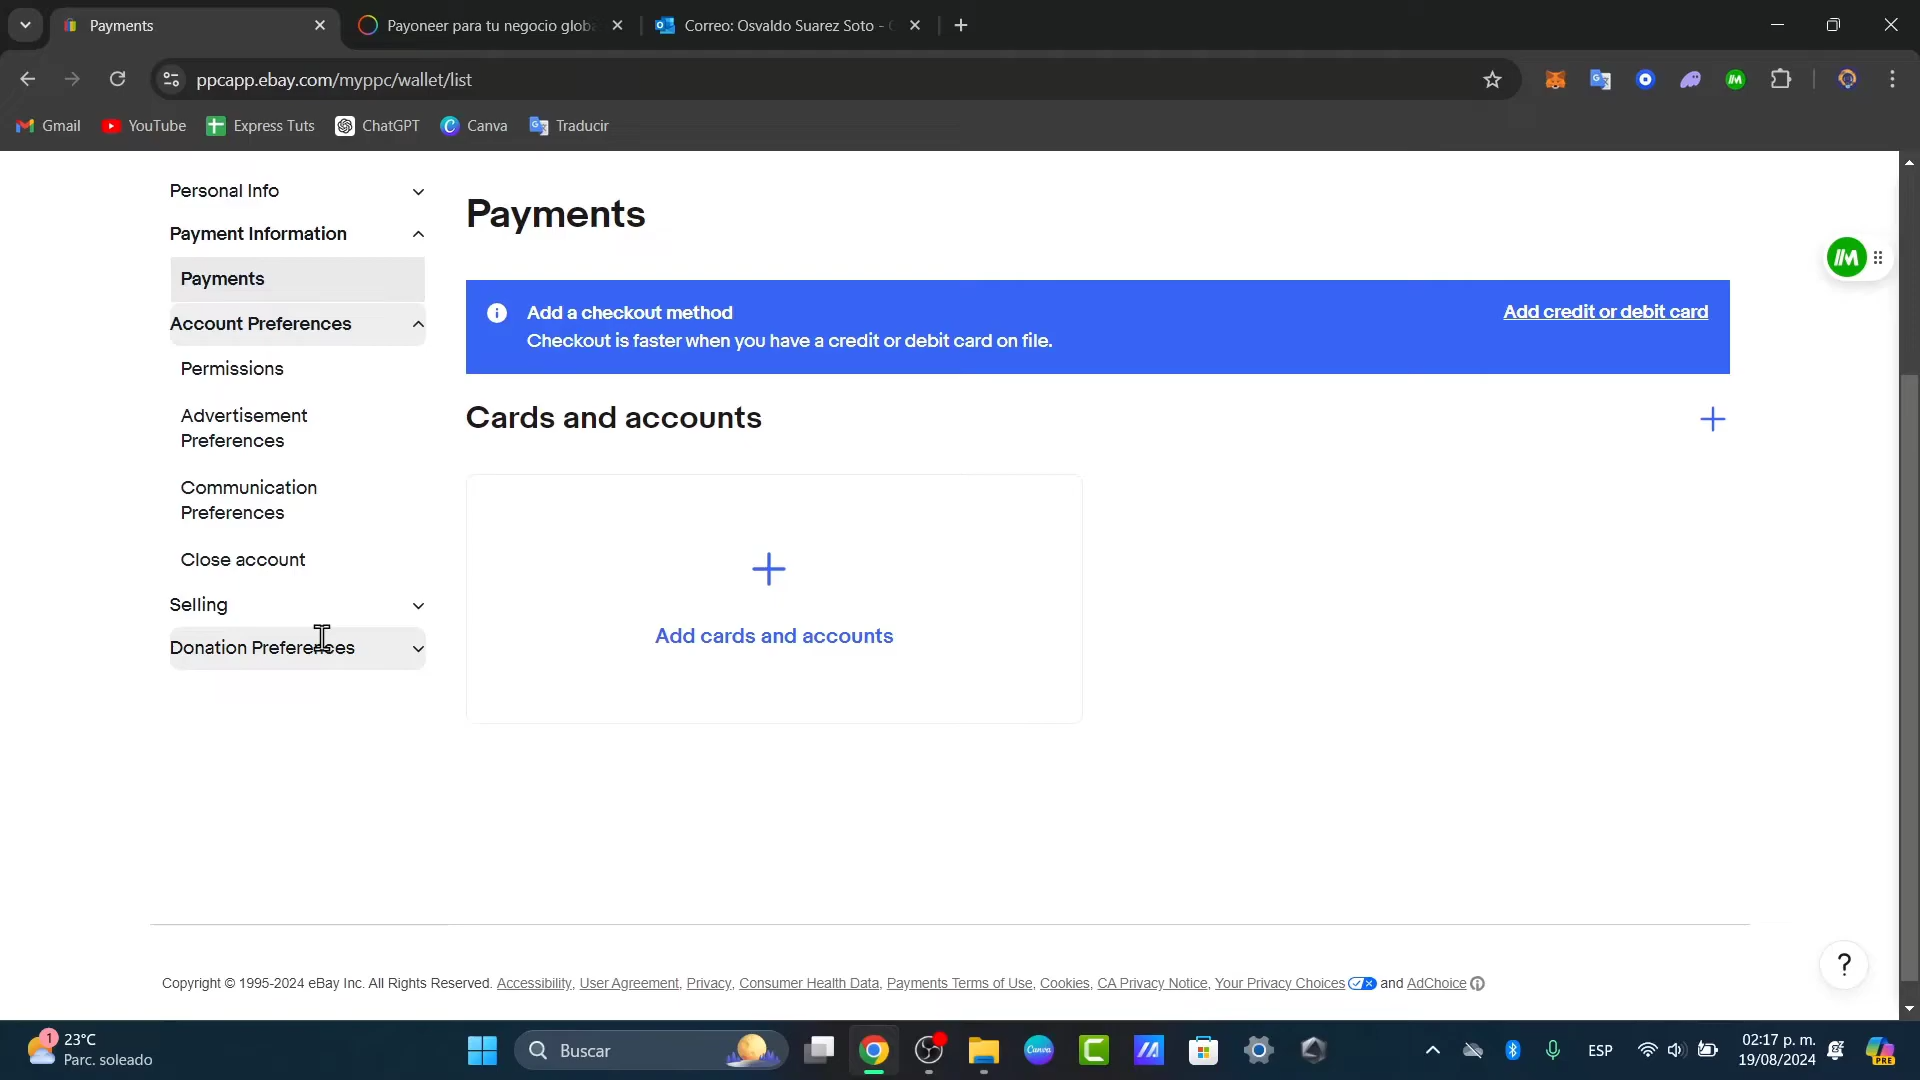 Payments
Payoneer para tu negocio globa
Correo: Osvaldo Suarez Soto -
ppcapp.ebay.com/myppc/wallet/list
Gmail
YouTube
Express Tuts
ChatGPT
Canva
Traducir
Personal Info
Payment Information
Payments
Account Preferences
Permissions
Advertisement
Preferences
Communication
Preferences
Close account
Selling
Donation Preferences
Payments
Add a checkout method
Add credit or debit card
Checkout is faster when you have a credit or debit card on file.
Cards and accounts
Add cards and accounts
Copyright © 1995-2024 eBay Inc. All Rights Reserved. Accessibility, User Agreement, Privacy, Consumer Health Data, Payments Terms of Use, Cookies, CA Privacy Notice, Your Privacy Choices and AdChoice
?
1
23°C
Parc. soleado
Buscar
Canva
ESP
02:17 p. m.
19/08/2024
PRE